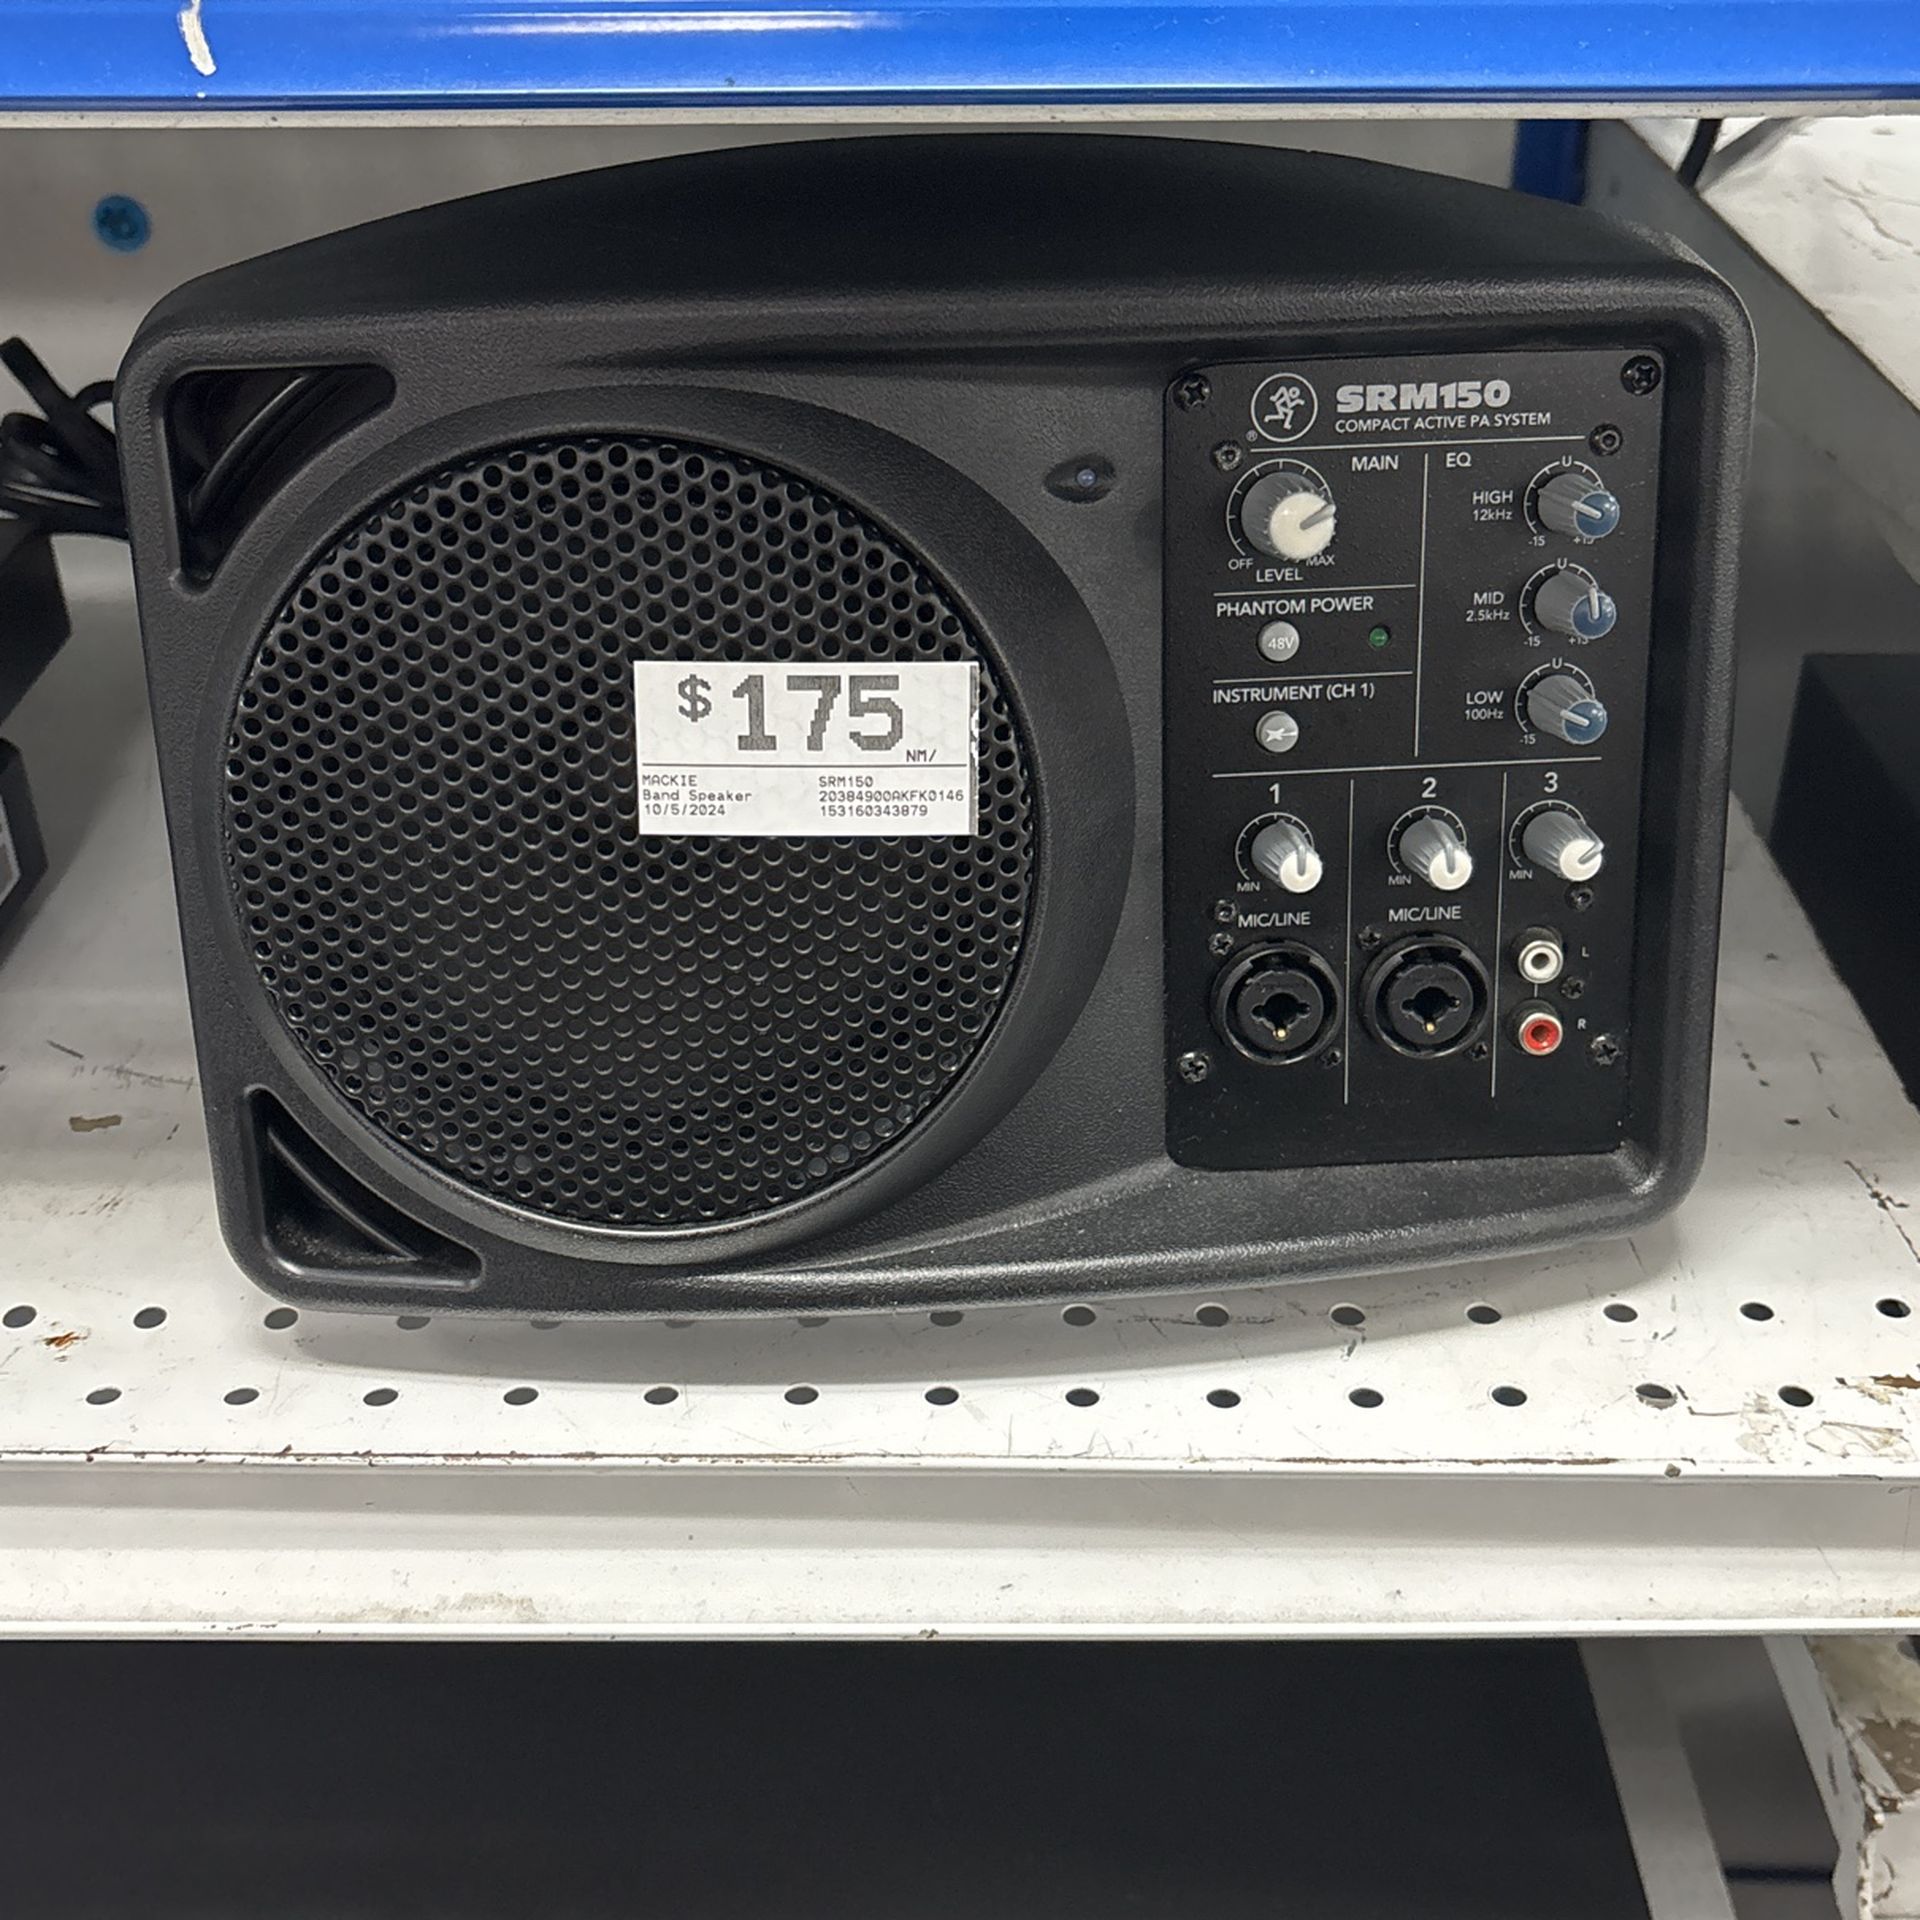 SRM150
COMPACT ACTIVE PA SYSTEM
®
MAIN
OFF
MAX
LEVEL
EQ
HIGH
12kHz
U
-15
+15
MID
2.5kHz
U
-15
+15
LOW
100Hz
U
-15
PHANTOM POWER
48V
INSTRUMENT (CH 1)
1
MIN
MIC/LINE
2
MIN
MIC/LINE
3
MIN
L
R
$175
NM/
MACKIE SRM150
Band Speaker 20384900AKFK0146
10/5/2024 153160343879